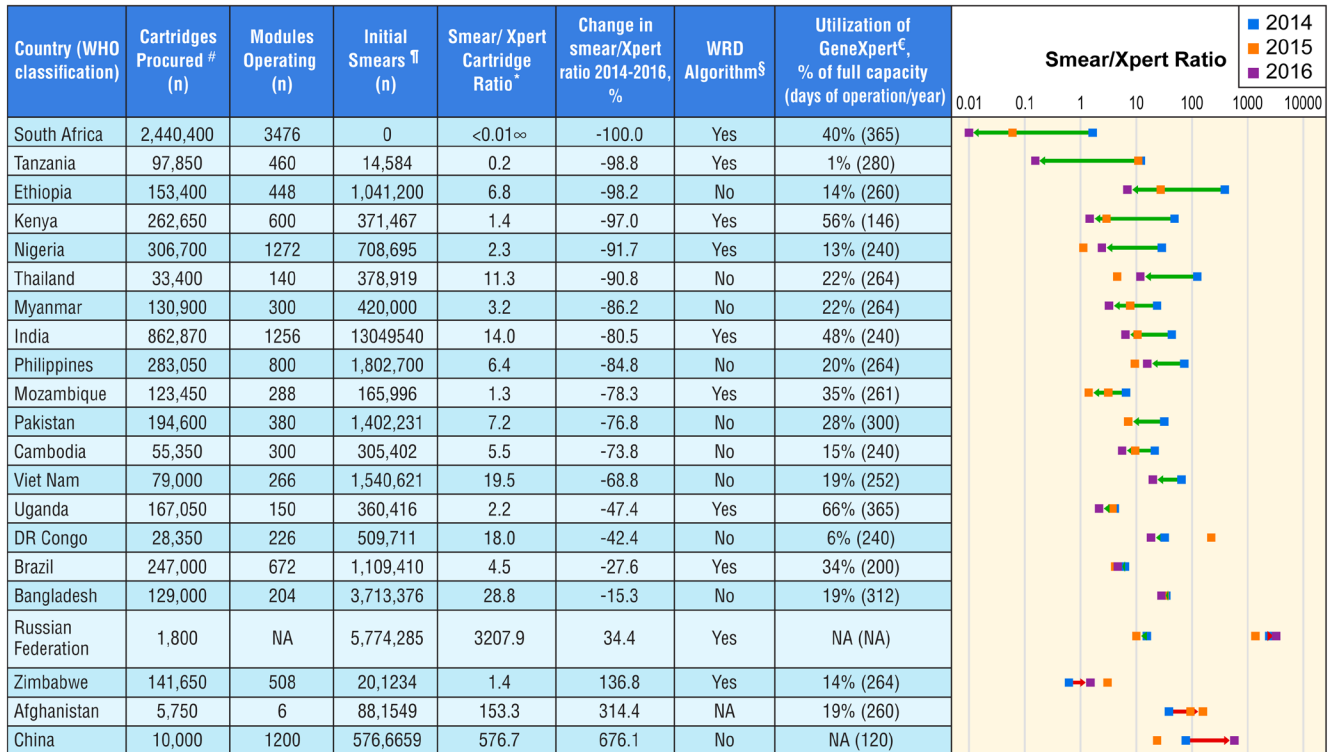 Country (WHO classification)
Cartridges Procured # (n)
Modules Operating (n)
Initial Smears ¶ (n)
Smear/ Xpert Cartridge Ratio*
Change in smear/Xpert ratio 2014-2016, %
WRD Algorithm§
Utilization of GeneXpert€, % of full capacity (days of operation/year)
Smear/Xpert Ratio
2014
2015
2016
0.01 0.1 1 10 100 1000 10000
South Africa 2,440,400 3476 0 <0.01∞ -100.0 Yes 40% (365)
Tanzania 97,850 460 14,584 0.2 -98.8 Yes 1% (280)
Ethiopia 153,400 448 1,041,200 6.8 -98.2 No 14% (260)
Kenya 262,650 600 371,467 1.4 -97.0 Yes 56% (146)
Nigeria 306,700 1272 708,695 2.3 -91.7 Yes 13% (240)
Thailand 33,400 140 378,919 11.3 -90.8 No 22% (264)
Myanmar 130,900 300 420,000 3.2 -86.2 No 22% (264)
India 862,870 1256 13049540 14.0 -80.5 Yes 48% (240)
Philippines 283,050 800 1,802,700 6.4 -84.8 No 20% (264)
Mozambique 123,450 288 165,996 1.3 -78.3 Yes 35% (261)
Pakistan 194,600 380 1,402,231 7.2 -76.8 No 28% (300)
Cambodia 55,350 300 305,402 5.5 -73.8 No 15% (240)
Viet Nam 79,000 266 1,540,621 19.5 -68.8 No 19% (252)
Uganda 167,050 150 360,416 2.2 -47.4 Yes 66% (365)
DR Congo 28,350 226 509,711 18.0 -42.4 No 6% (240)
Brazil 247,000 672 1,109,410 4.5 -27.6 Yes 34% (200)
Bangladesh 129,000 204 3,713,376 28.8 -15.3 No 19% (312)
Russian Federation 1,800 NA 5,774,285 3207.9 34.4 Yes NA (NA)
Zimbabwe 141,650 508 20,1234 1.4 136.8 Yes 14% (264)
Afghanistan 5,750 6 88,1549 153.3 314.4 NA 19% (260)
China 10,000 1200 576,6659 576.7 676.1 No NA (120)